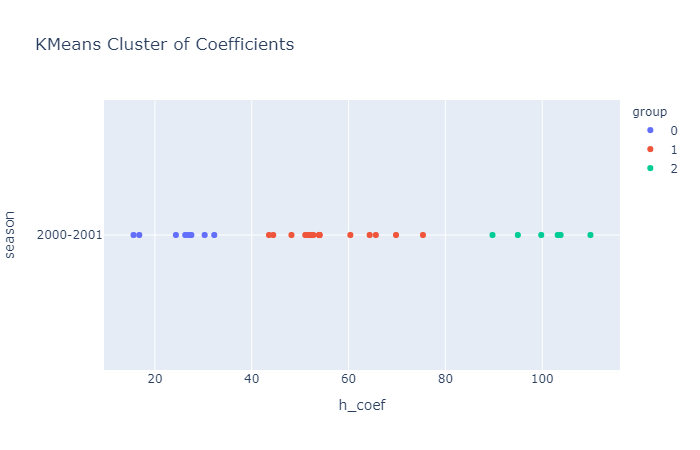 KMeans Cluster of Coefficients
group
0
1
2
season
2000-2001
20 40 60 80 100
h_coef